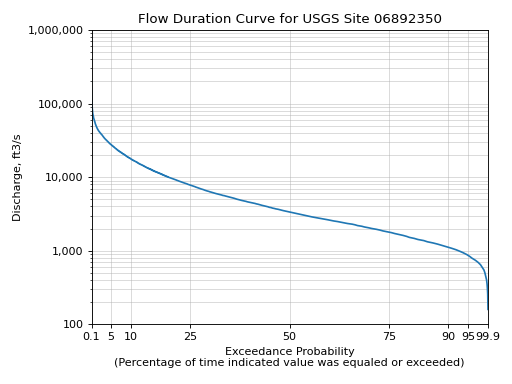 Flow Duration Curve for USGS Site 06892350
1,000,000
100,000
10,000
1,000
100
Discharge, ft3/s
0.1 5 10 25 50 75 90 95 99.9
Exceedance Probability
(Percentage of time indicated value was equaled or exceeded)